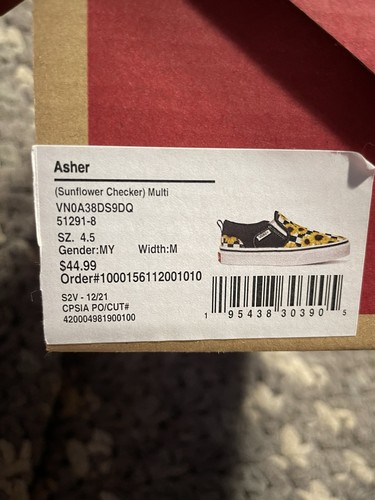 Asher
(Sunflower Checker) Multi
VN0A38DS9DQ
51291-8
SZ. 4.5
Gender:MY Width:M
$44.99
Order#1000156112001010
S2V - 12/21
CPSIA PO/CUT#
420004981900100
1 95438 30390 5